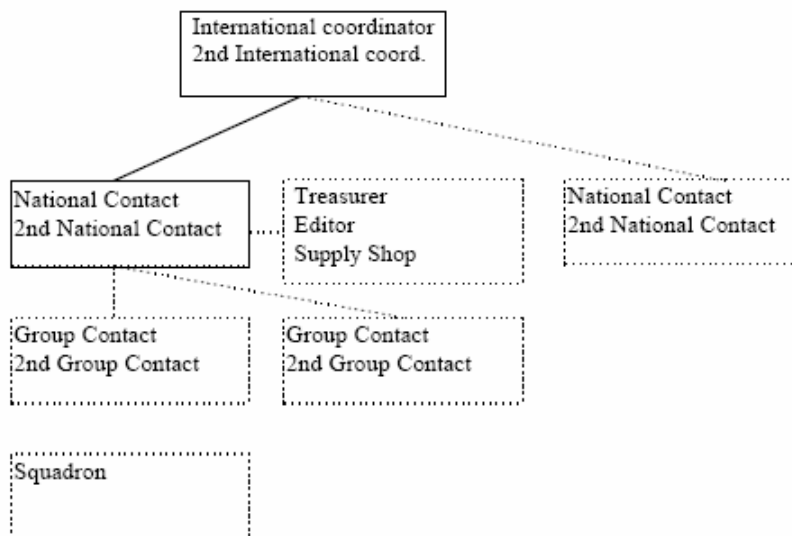 International coordinator
2nd International coord.
National Contact
2nd National Contact
Treasurer
Editor
Supply Shop
National Contact
2nd National Contact
Group Contact
2nd Group Contact
Group Contact
2nd Group Contact
Squadron